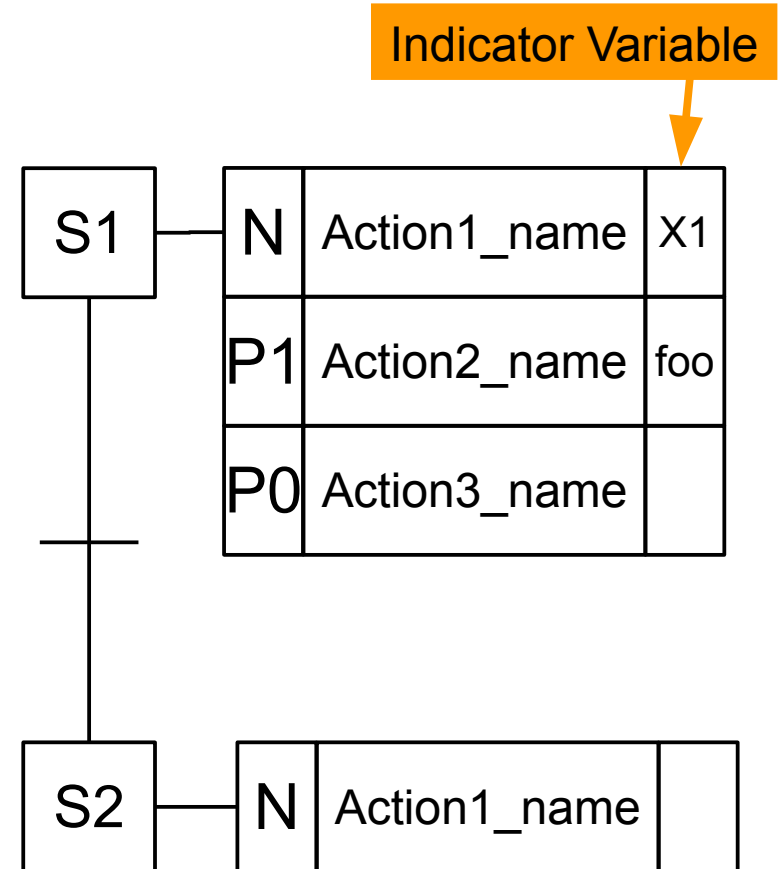 Indicator Variable
S1 N Action1_name X1
P1 Action2_name foo
P0 Action3_name
S2 N Action1_name